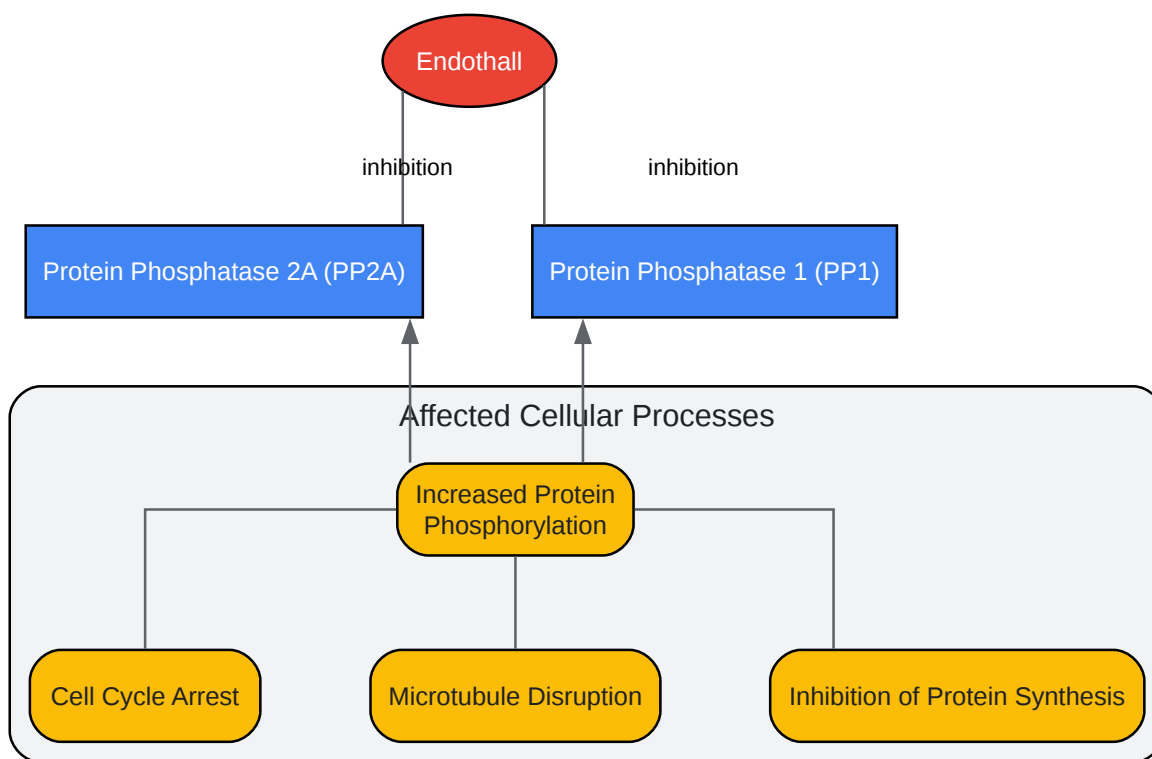 Endothall
inhibition
inhibition
Protein Phosphatase 2A (PP2A)
Protein Phosphatase 1 (PP1)
Affected Cellular Processes
Increased Protein
Phosphorylation
Cell Cycle Arrest
Microtubule Disruption
Inhibition of Protein Synthesis